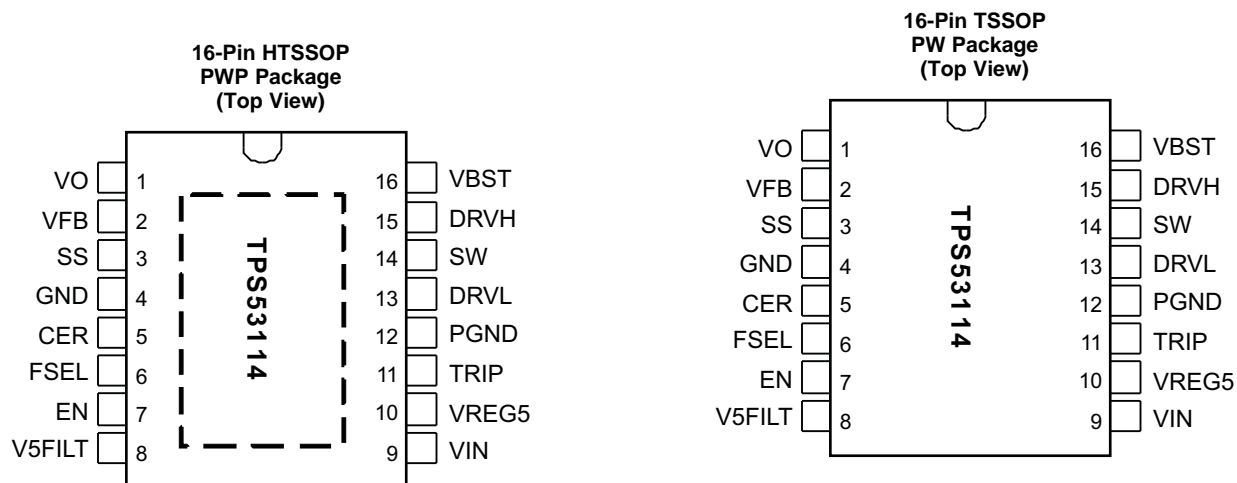 16-Pin HTSSOP
PWP Package
(Top View)
VO 1 16 VBST
VFB 2 15 DRVH
SS 3 14 SW
GND 4 13 DRVL
CER 5 12 PGND
FSEL 6 11 TRIP
EN 7 10 VREG5
V5FILT 8 9 VIN
TPS53114
16-Pin TSSOP
PW Package
(Top View)
VO 1 16 VBST
VFB 2 15 DRVH
SS 3 14 SW
GND 4 13 DRVL
CER 5 12 PGND
FSEL 6 11 TRIP
EN 7 10 VREG5
V5FILT 8 9 VIN
TPS53114